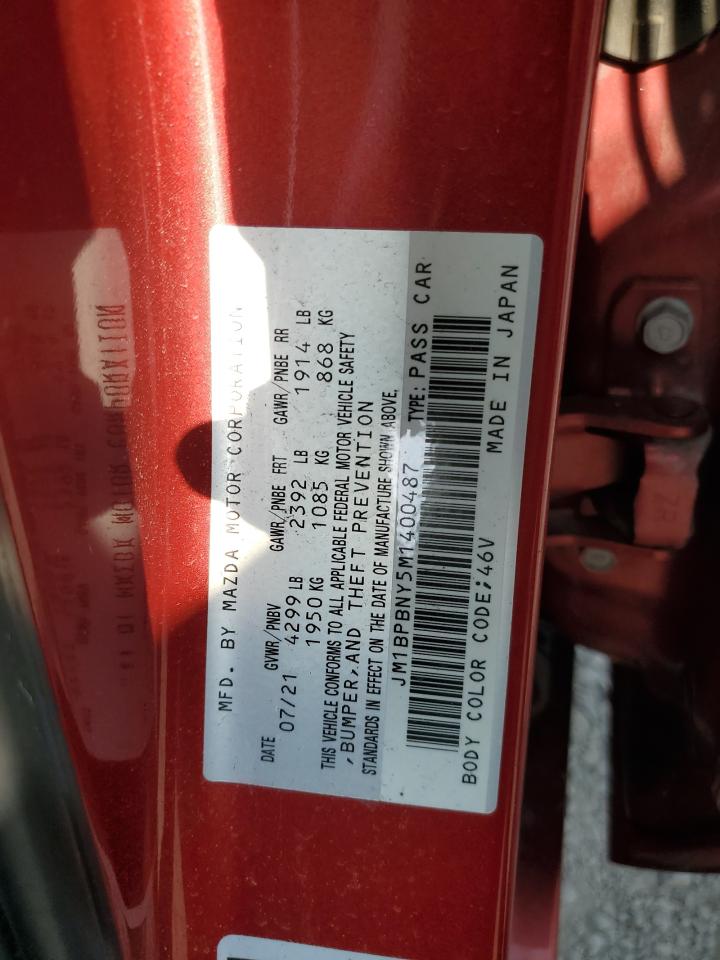 MFD. BY MAZDA MOTOR CORPORATION
DATE GVWR/PNBV GAWR/PNBE FRT GAWR/PNBE RR
07/21 4299 LB 2392 LB 1914 LB
1950 KG 1085 KG 868 KG
THIS VEHICLE CONFORMS TO ALL APPLICABLE FEDERAL MOTOR VEHICLE SAFETY
,BUMPER, AND THEFT PREVENTION
STANDARDS IN EFFECT ON THE DATE OF MANUFACTURE SHOWN ABOVE.
JM1BPBNY5M1400487 TYPE: PASS CAR
BODY COLOR CODE;46V MADE IN JAPAN